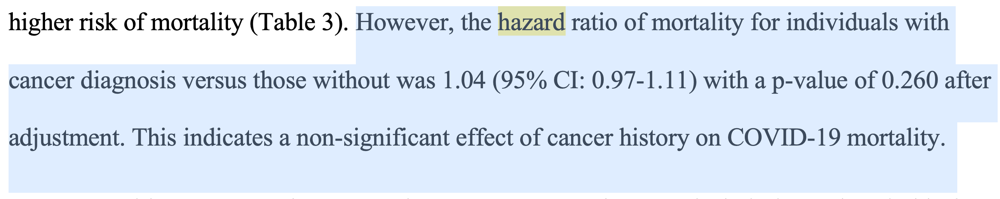 higher risk of mortality (Table 3). However, the hazard ratio of mortality for individuals with
cancer diagnosis versus those without was 1.04 (95% CI: 0.97-1.11) with a p-value of 0.260 after
adjustment. This indicates a non-significant effect of cancer history on COVID-19 mortality.